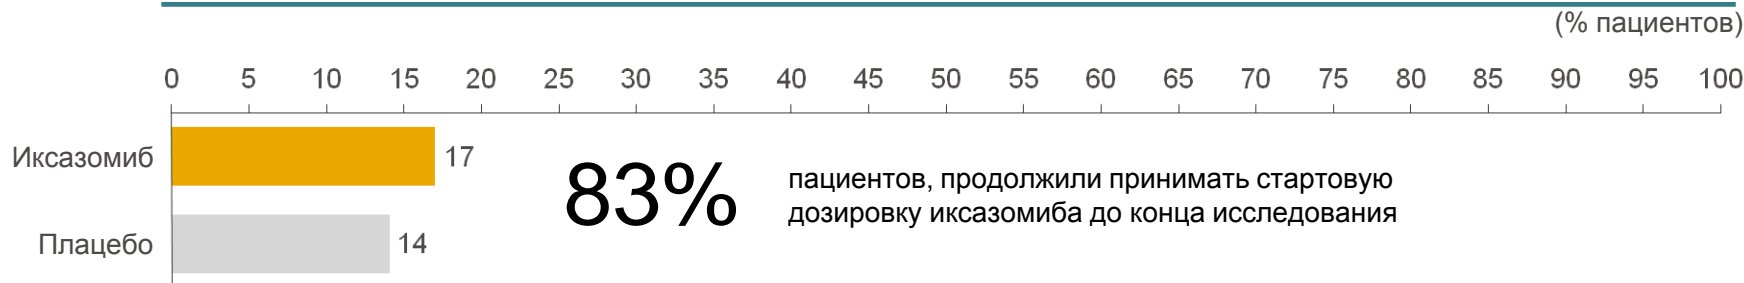 (% пациентов)
0 5 10 15 20 25 30 35 40 45 50 55 60 65 70 75 80 85 90 95 100
Иксазомиб 17
83% пациентов, продолжили принимать стартовую
дозировку иксазомиба до конца исследования
Плацебо 14